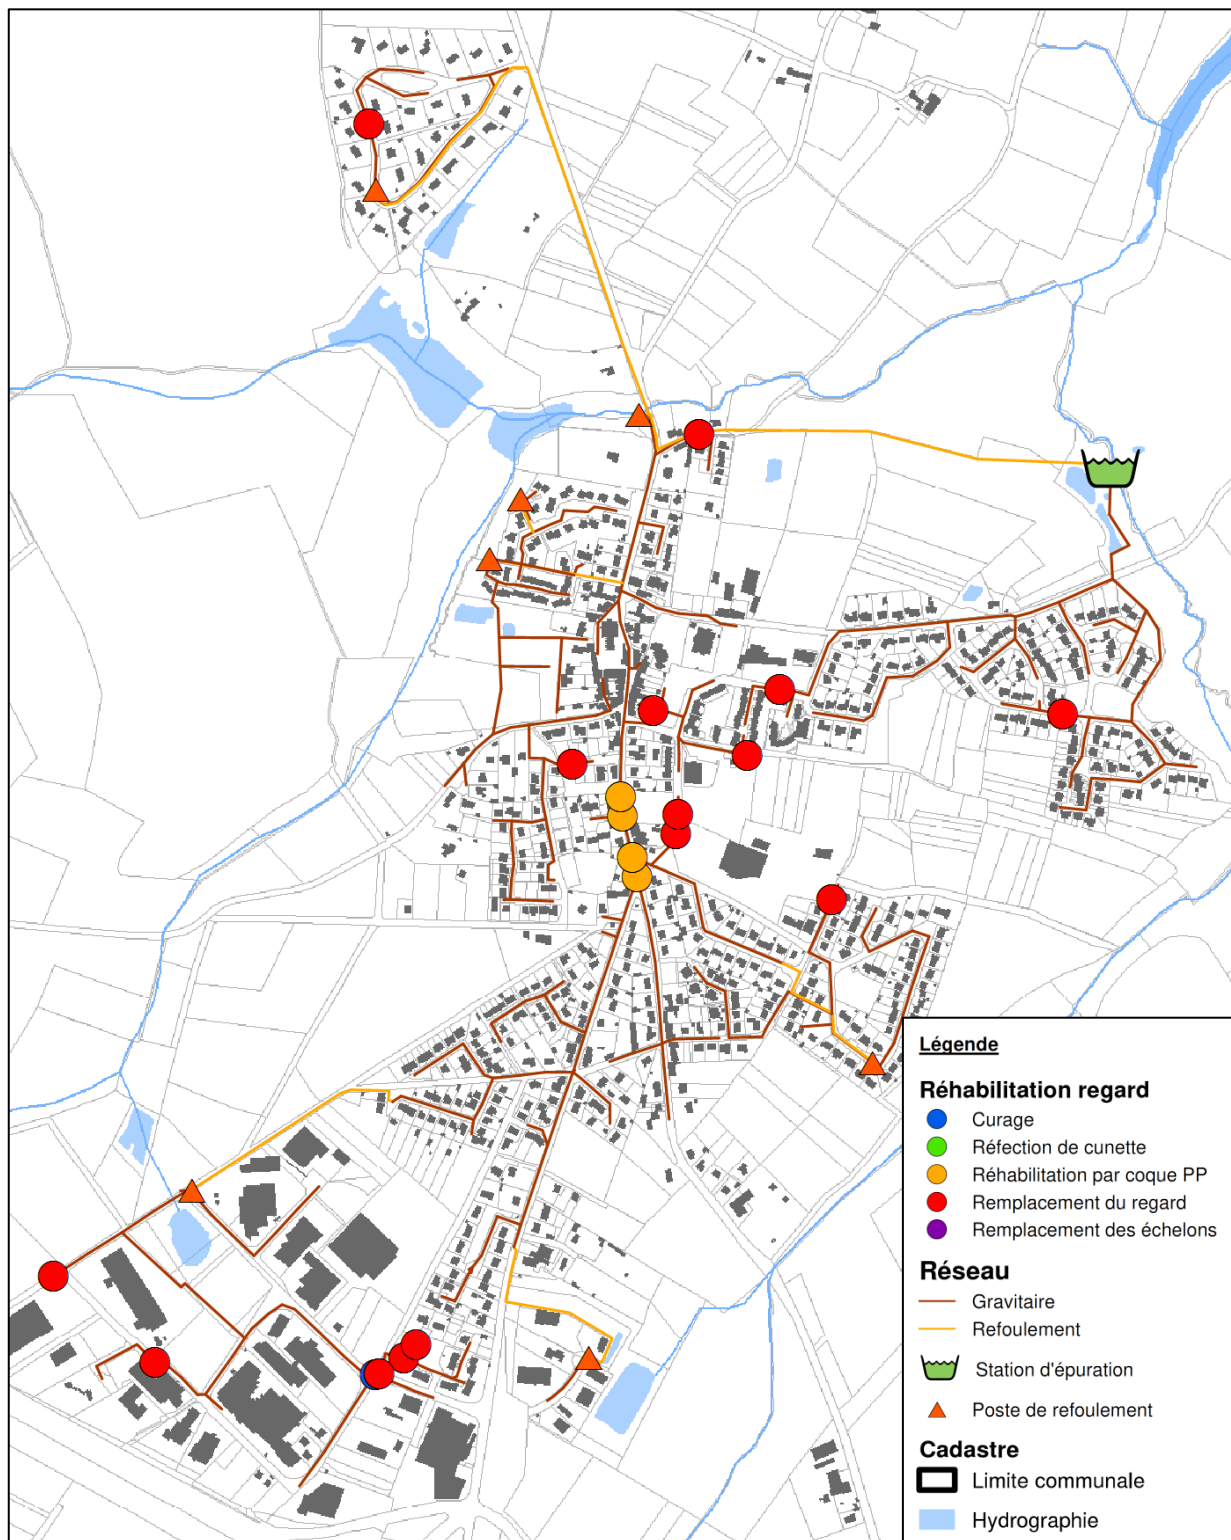 Légende
Réhabilitation regard
Curage
Réfection de cunette
Réhabilitation par coque PP
Remplacement du regard
Remplacement des échelons
Réseau
Gravitaire
Refoulement
Station d'épuration
Poste de refoulement
Cadastre
Limite communale
Hydrographie